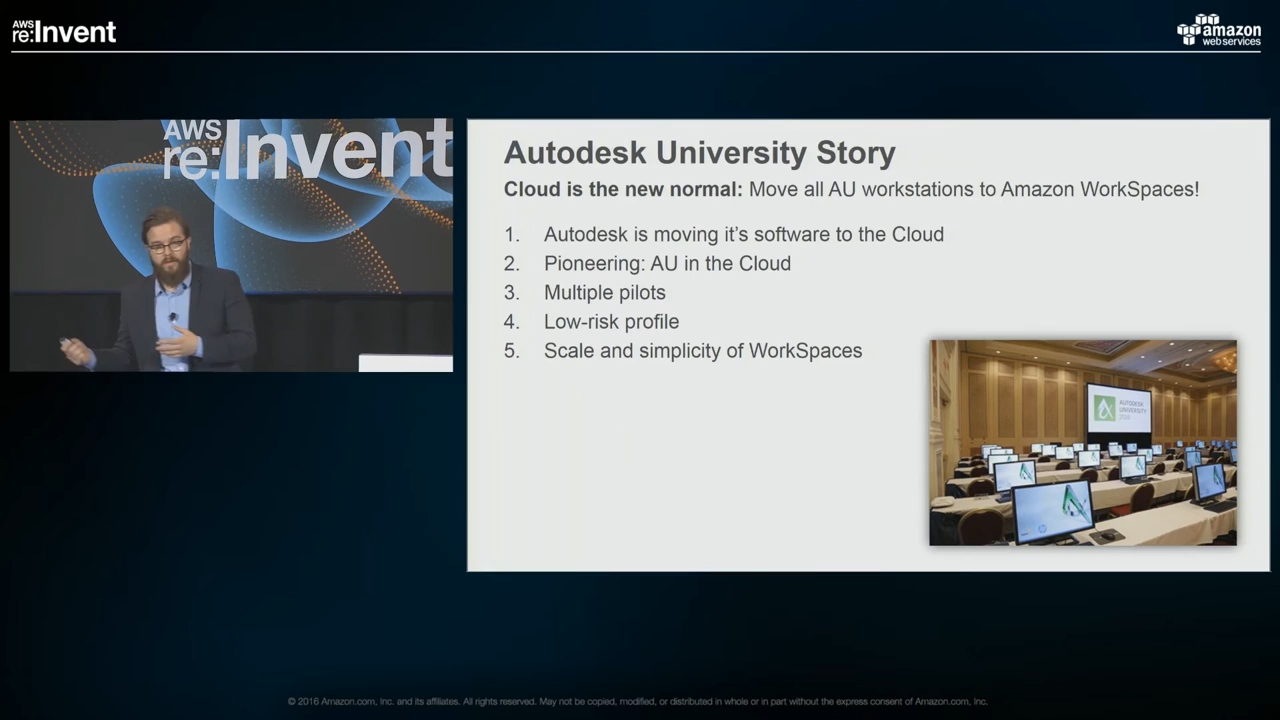 AWS
re:Invent
amazon
web services
AWS
re:Invent
Autodesk University Story
Cloud is the new normal: Move all AU workstations to Amazon WorkSpaces!
1. Autodesk is moving it's software to the Cloud
2. Pioneering: AU in the Cloud
3. Multiple pilots
4. Low-risk profile
5. Scale and simplicity of WorkSpaces
AUTODESK
UNIVERSITY
© 2016 Amazon.com, Inc. and its affiliates. All rights reserved. May not be copied, modified, or distributed in whole or in part without the express consent of Amazon.com, Inc.